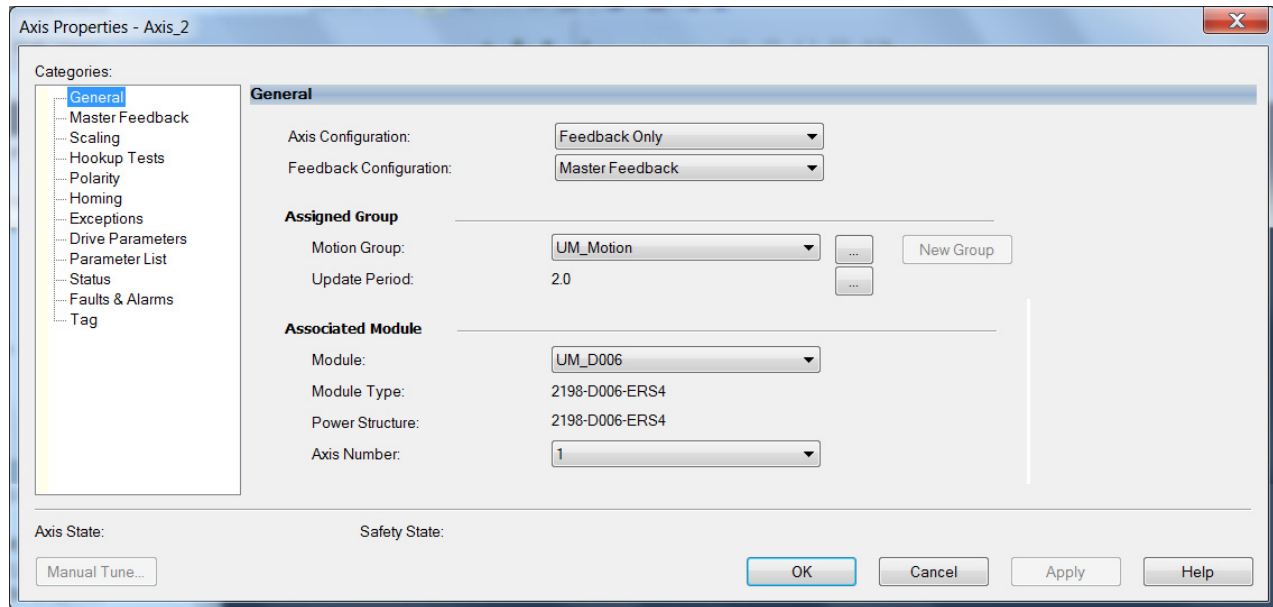 Axis Properties - Axis_2
Categories:
General
Master Feedback
Scaling
Hookup Tests
Polarity
Homing
Exceptions
Drive Parameters
Parameter List
Status
Faults & Alarms
Tag
General
Axis Configuration: Feedback Only
Feedback Configuration: Master Feedback
Assigned Group
Motion Group: UM_Motion ... New Group
Update Period: 2.0 ...
Associated Module
Module: UM_D006
Module Type: 2198-D006-ERS4
Power Structure: 2198-D006-ERS4
Axis Number: 1
Axis State: Safety State:
Manual Tune... OK Cancel Apply Help